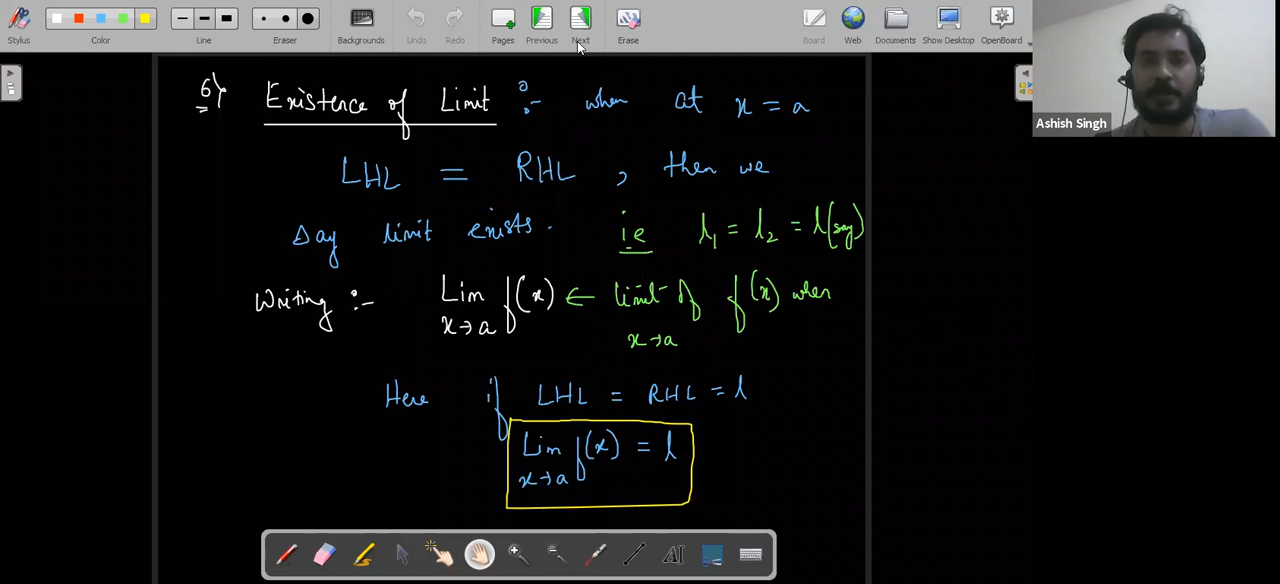 Stylus
Color
Line
Eraser
Backgrounds
Undo
Redo
Pages
Previous
Next
Erase
Board
Web
Documents
Show Desktop
OpenBoard
Ashish Singh
6) Existence of Limit :- when at x = a
LHL = RHL , then we
say limit exists. ie l₁ = l₂ = l(say)
Writing :- Lim f(x) ← limit of f(x) when
x→a x→a
Here if LHL = RHL = l
Lim f(x) = l
x→a
AI